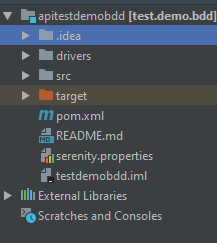 apitestdemobdd [test.demo.bdd]
.idea
drivers
src
target
pom.xml
README.md
serenity.properties
testdemobdd.iml
External Libraries
Scratches and Consoles